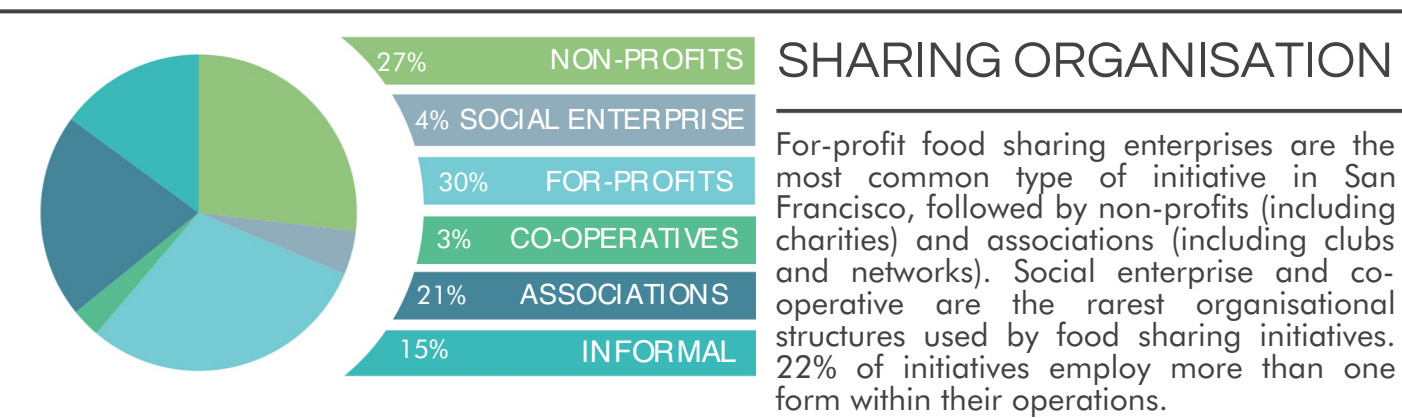 27% NON-PROFITS
4% SOCIAL ENTERPRISE
30% FOR-PROFITS
3% CO-OPERATIVES
21% ASSOCIATIONS
15% INFORMAL
SHARING ORGANISATION
For-profit food sharing enterprises are the
most common type of initiative in San
Francisco, followed by non-profits (including
charities) and associations (including clubs
and networks). Social enterprise and co-
operative are the rarest organisational
structures used by food sharing initiatives.
22% of initiatives employ more than one
form within their operations.